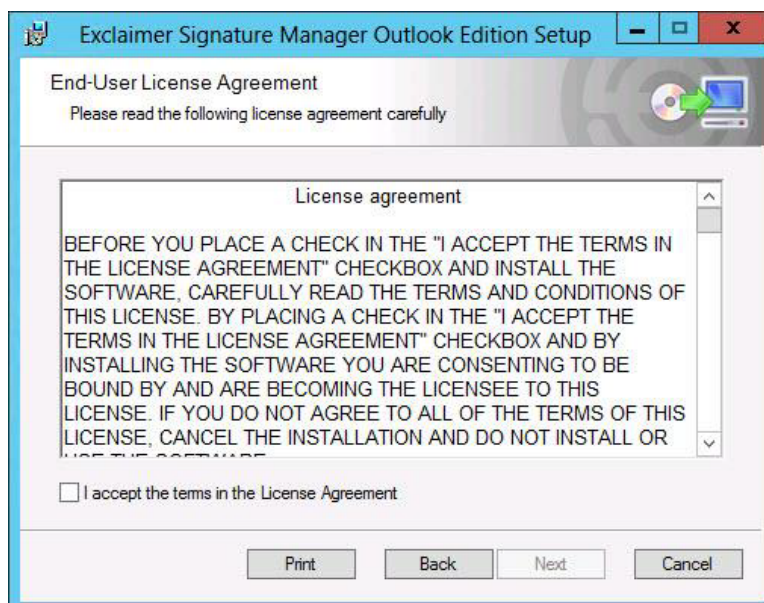 Exclaimer Signature Manager Outlook Edition Setup
End-User License Agreement
Please read the following license agreement carefully
License agreement
BEFORE YOU PLACE A CHECK IN THE "I ACCEPT THE TERMS IN
THE LICENSE AGREEMENT" CHECKBOX AND INSTALL THE
SOFTWARE, CAREFULLY READ THE TERMS AND CONDITIONS OF
THIS LICENSE. BY PLACING A CHECK IN THE "I ACCEPT THE
TERMS IN THE LICENSE AGREEMENT" CHECKBOX AND BY
INSTALLING THE SOFTWARE YOU ARE CONSENTING TO BE
BOUND BY AND ARE BECOMING THE LICENSEE TO THIS
LICENSE. IF YOU DO NOT AGREE TO ALL OF THE TERMS OF THIS
LICENSE, CANCEL THE INSTALLATION AND DO NOT INSTALL OR
USE THE SOFTWARE
I accept the terms in the License Agreement
Print Back Next Cancel